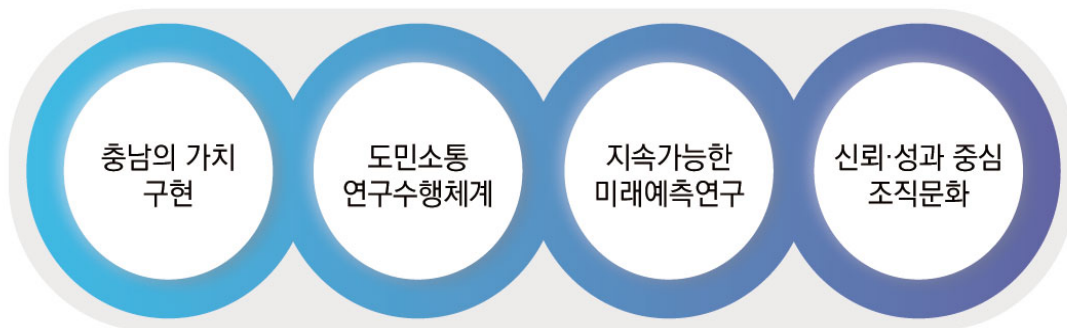 충남의 가치
구현
도민소통
연구수행체계
지속가능한
미래예측연구
신뢰·성과 중심
조직문화